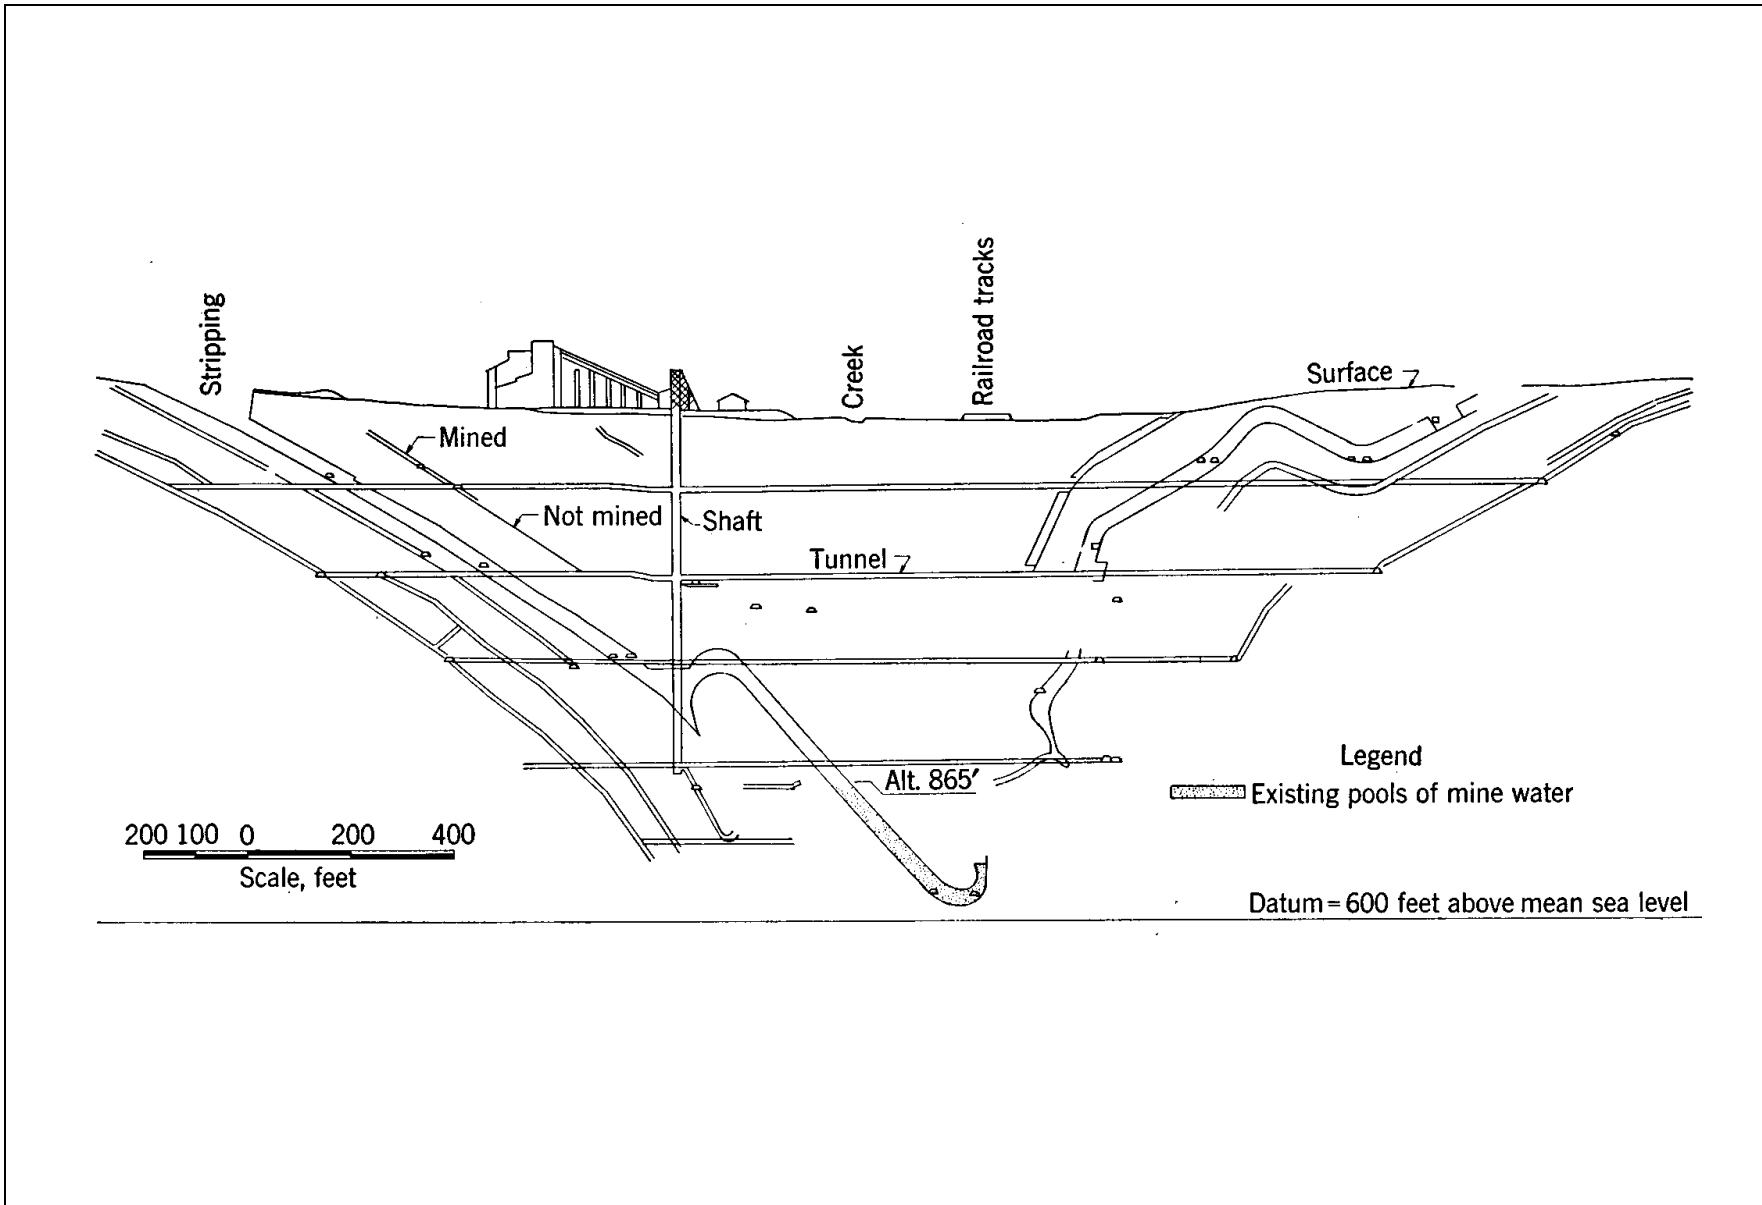 Stripping
Creek
Railroad tracks
Surface
Mined
Not mined
Shaft
Tunnel
Alt. 865′
Legend
Existing pools of mine water
200 100 0 200 400
Scale, feet
Datum = 600 feet above mean sea level